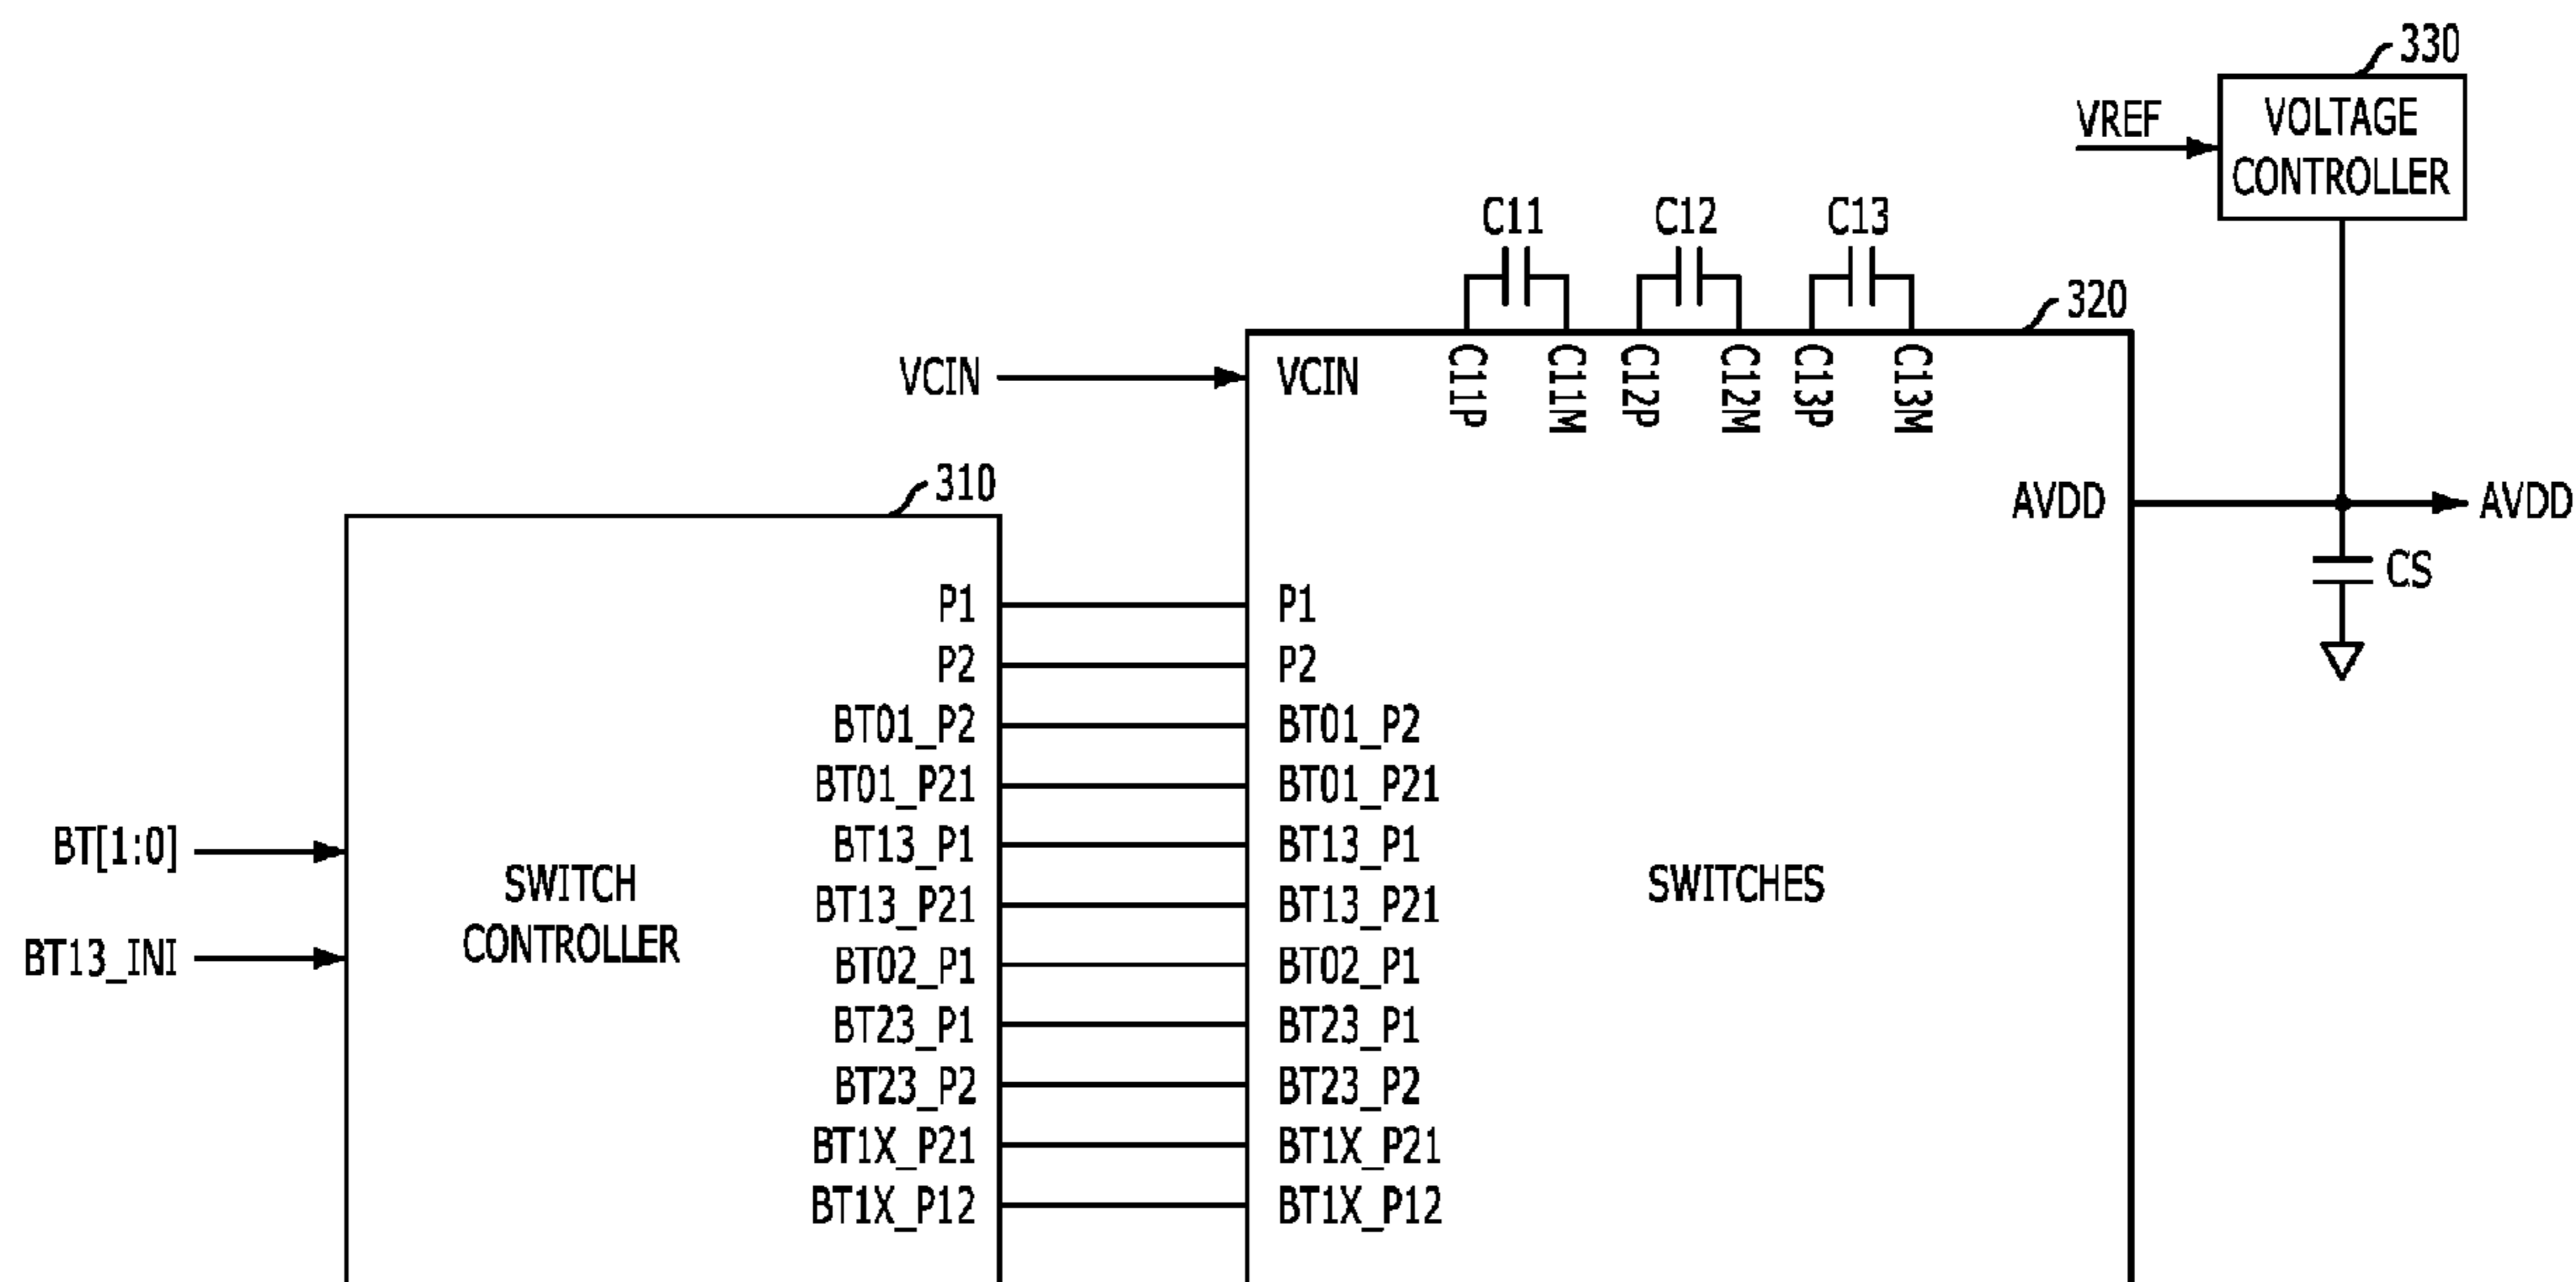 330
VREF
VOLTAGE
CONTROLLER
C11
C12
C13
320
VCIN
VCIN
C11P
C11M
C12P
C12M
C13P
C13M
310
AVDD
AVDD
CS
P1
P1
P2
P2
BT01_P2
BT01_P2
BT01_P21
BT01_P21
BT[1:0]
BT13_P1
BT13_P1
SWITCH
CONTROLLER
SWITCHES
BT13_P21
BT13_P21
BT13_INI
BT02_P1
BT02_P1
BT23_P1
BT23_P1
BT23_P2
BT23_P2
BT1X_P21
BT1X_P21
BT1X_P12
BT1X_P12